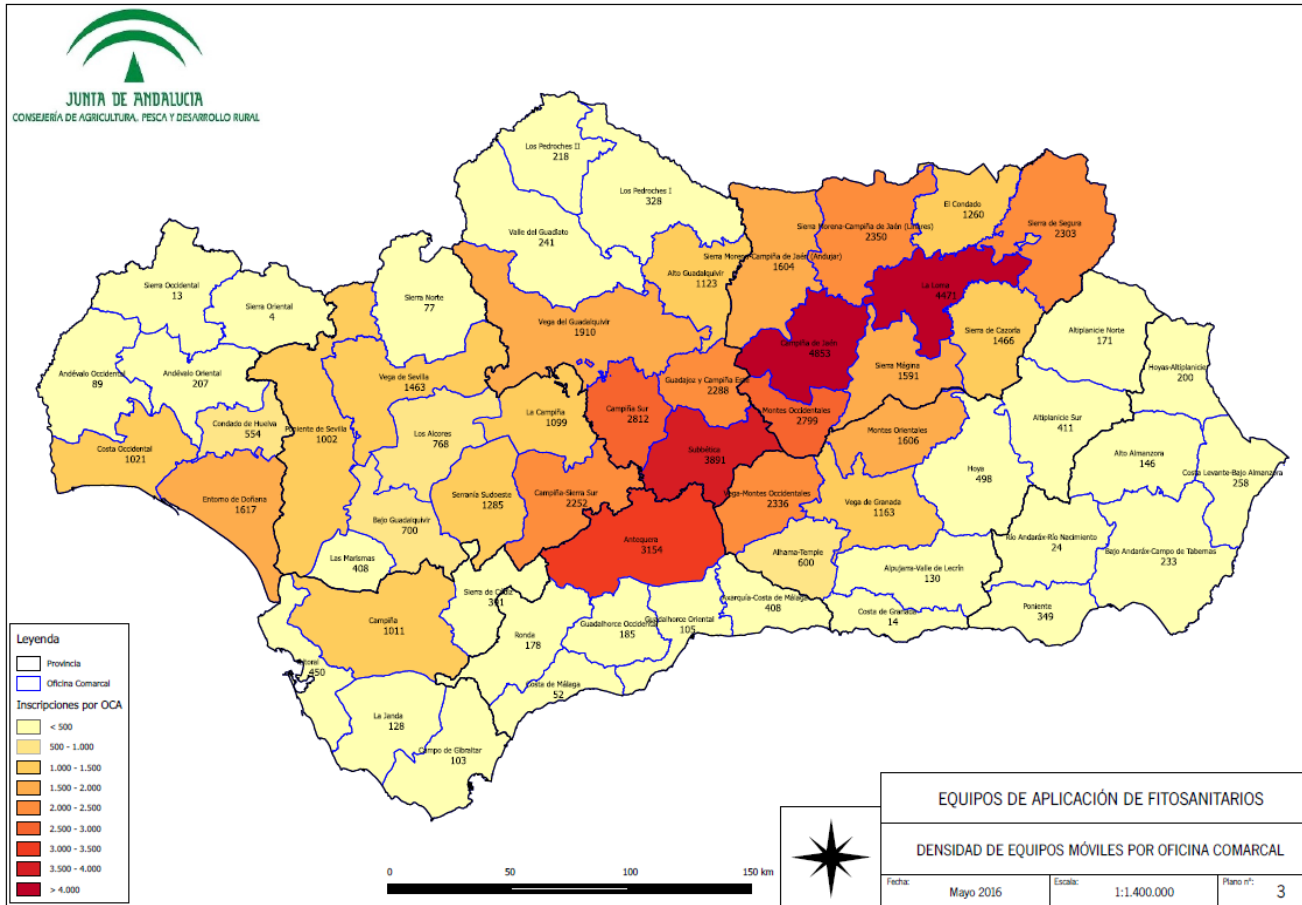 JUNTA DE ANDALUCIA
CONSEJERÍA DE AGRICULTURA, PESCA Y DESARROLLO RURAL
Los Pedroches II
218
Los Pedroches I
328
Valle del Guadiato
241
Alto Guadalquivir
1123
Sierra Morena-Campiña de Jaén (Andujar)
1604
Sierra Morena-Campiña de Jaén (Linares)
2350
El Condado
1260
Sierra de Segura
2303
Sierra Occidental
13
Sierra Oriental
4
Sierra Norte
77
La Loma
4471
Vega del Guadalquivir
1910
Campiña de Jaén
4853
Sierra de Cazorla
1466
Altiplanicie Norte
171
Hoyas-Altiplanicie
200
Andévalo Occidental
89
Andévalo Oriental
207
Vega de Sevilla
1463
Guadajoz y Campiña Este
2288
Sierra Mágina
1591
Condado de Huelva
554
Poniente de Sevilla
1002
Los Alcores
768
La Campiña
1099
Campiña Sur
2812
Montes Occidentales
2799
Montes Orientales
1606
Altiplanicie Sur
411
Costa Occidental
1021
Subbética
3891
Hoya
498
Alto Almanzora
146
Costa Levante-Bajo Almanzora
258
Entorno de Doñana
1617
Serranía Sudoeste
1285
Campiña-Sierra Sur
2252
Vega-Montes Occidentales
2336
Vega de Granada
1163
Bajo Guadalquivir
700
Antequera
3154
Las Marismas
408
Alhama-Temple
600
Río Andaráx-Río Nacimiento
24
Bajo Andaráx-Campo de Tabernas
233
Alpujarra-Valle de Lecrín
130
Sierra de Cádiz
391
Axarquía-Costa de Málaga
408
Costa de Granada
14
Poniente
349
Campiña
1011
Ronda
178
Guadalhorce Occidental
185
Guadalhorce Oriental
105
Litoral
450
Costa de Málaga
52
La Janda
128
Campo de Gibraltar
103
Leyenda
Provincia
Oficina Comarcal
Inscripciones por OCA
< 500
500 - 1.000
1.000 - 1.500
1.500 - 2.000
2.000 - 2.500
2.500 - 3.000
3.000 - 3.500
3.500 - 4.000
> 4.000
0 50 100 150 km
EQUIPOS DE APLICACIÓN DE FITOSANITARIOS
DENSIDAD DE EQUIPOS MÓVILES POR OFICINA COMARCAL
Fecha: Mayo 2016
Escala: 1:1.400.000
Plano nº: 3